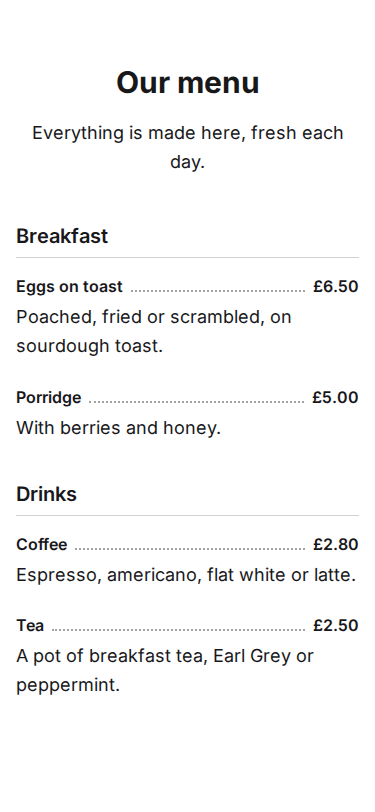 Our menu
Everything is made here, fresh each
day.
Breakfast
Eggs on toast £6.50
Poached, fried or scrambled, on
sourdough toast.
Porridge £5.00
With berries and honey.
Drinks
Coffee £2.80
Espresso, americano, flat white or latte.
Tea £2.50
A pot of breakfast tea, Earl Grey or
peppermint.